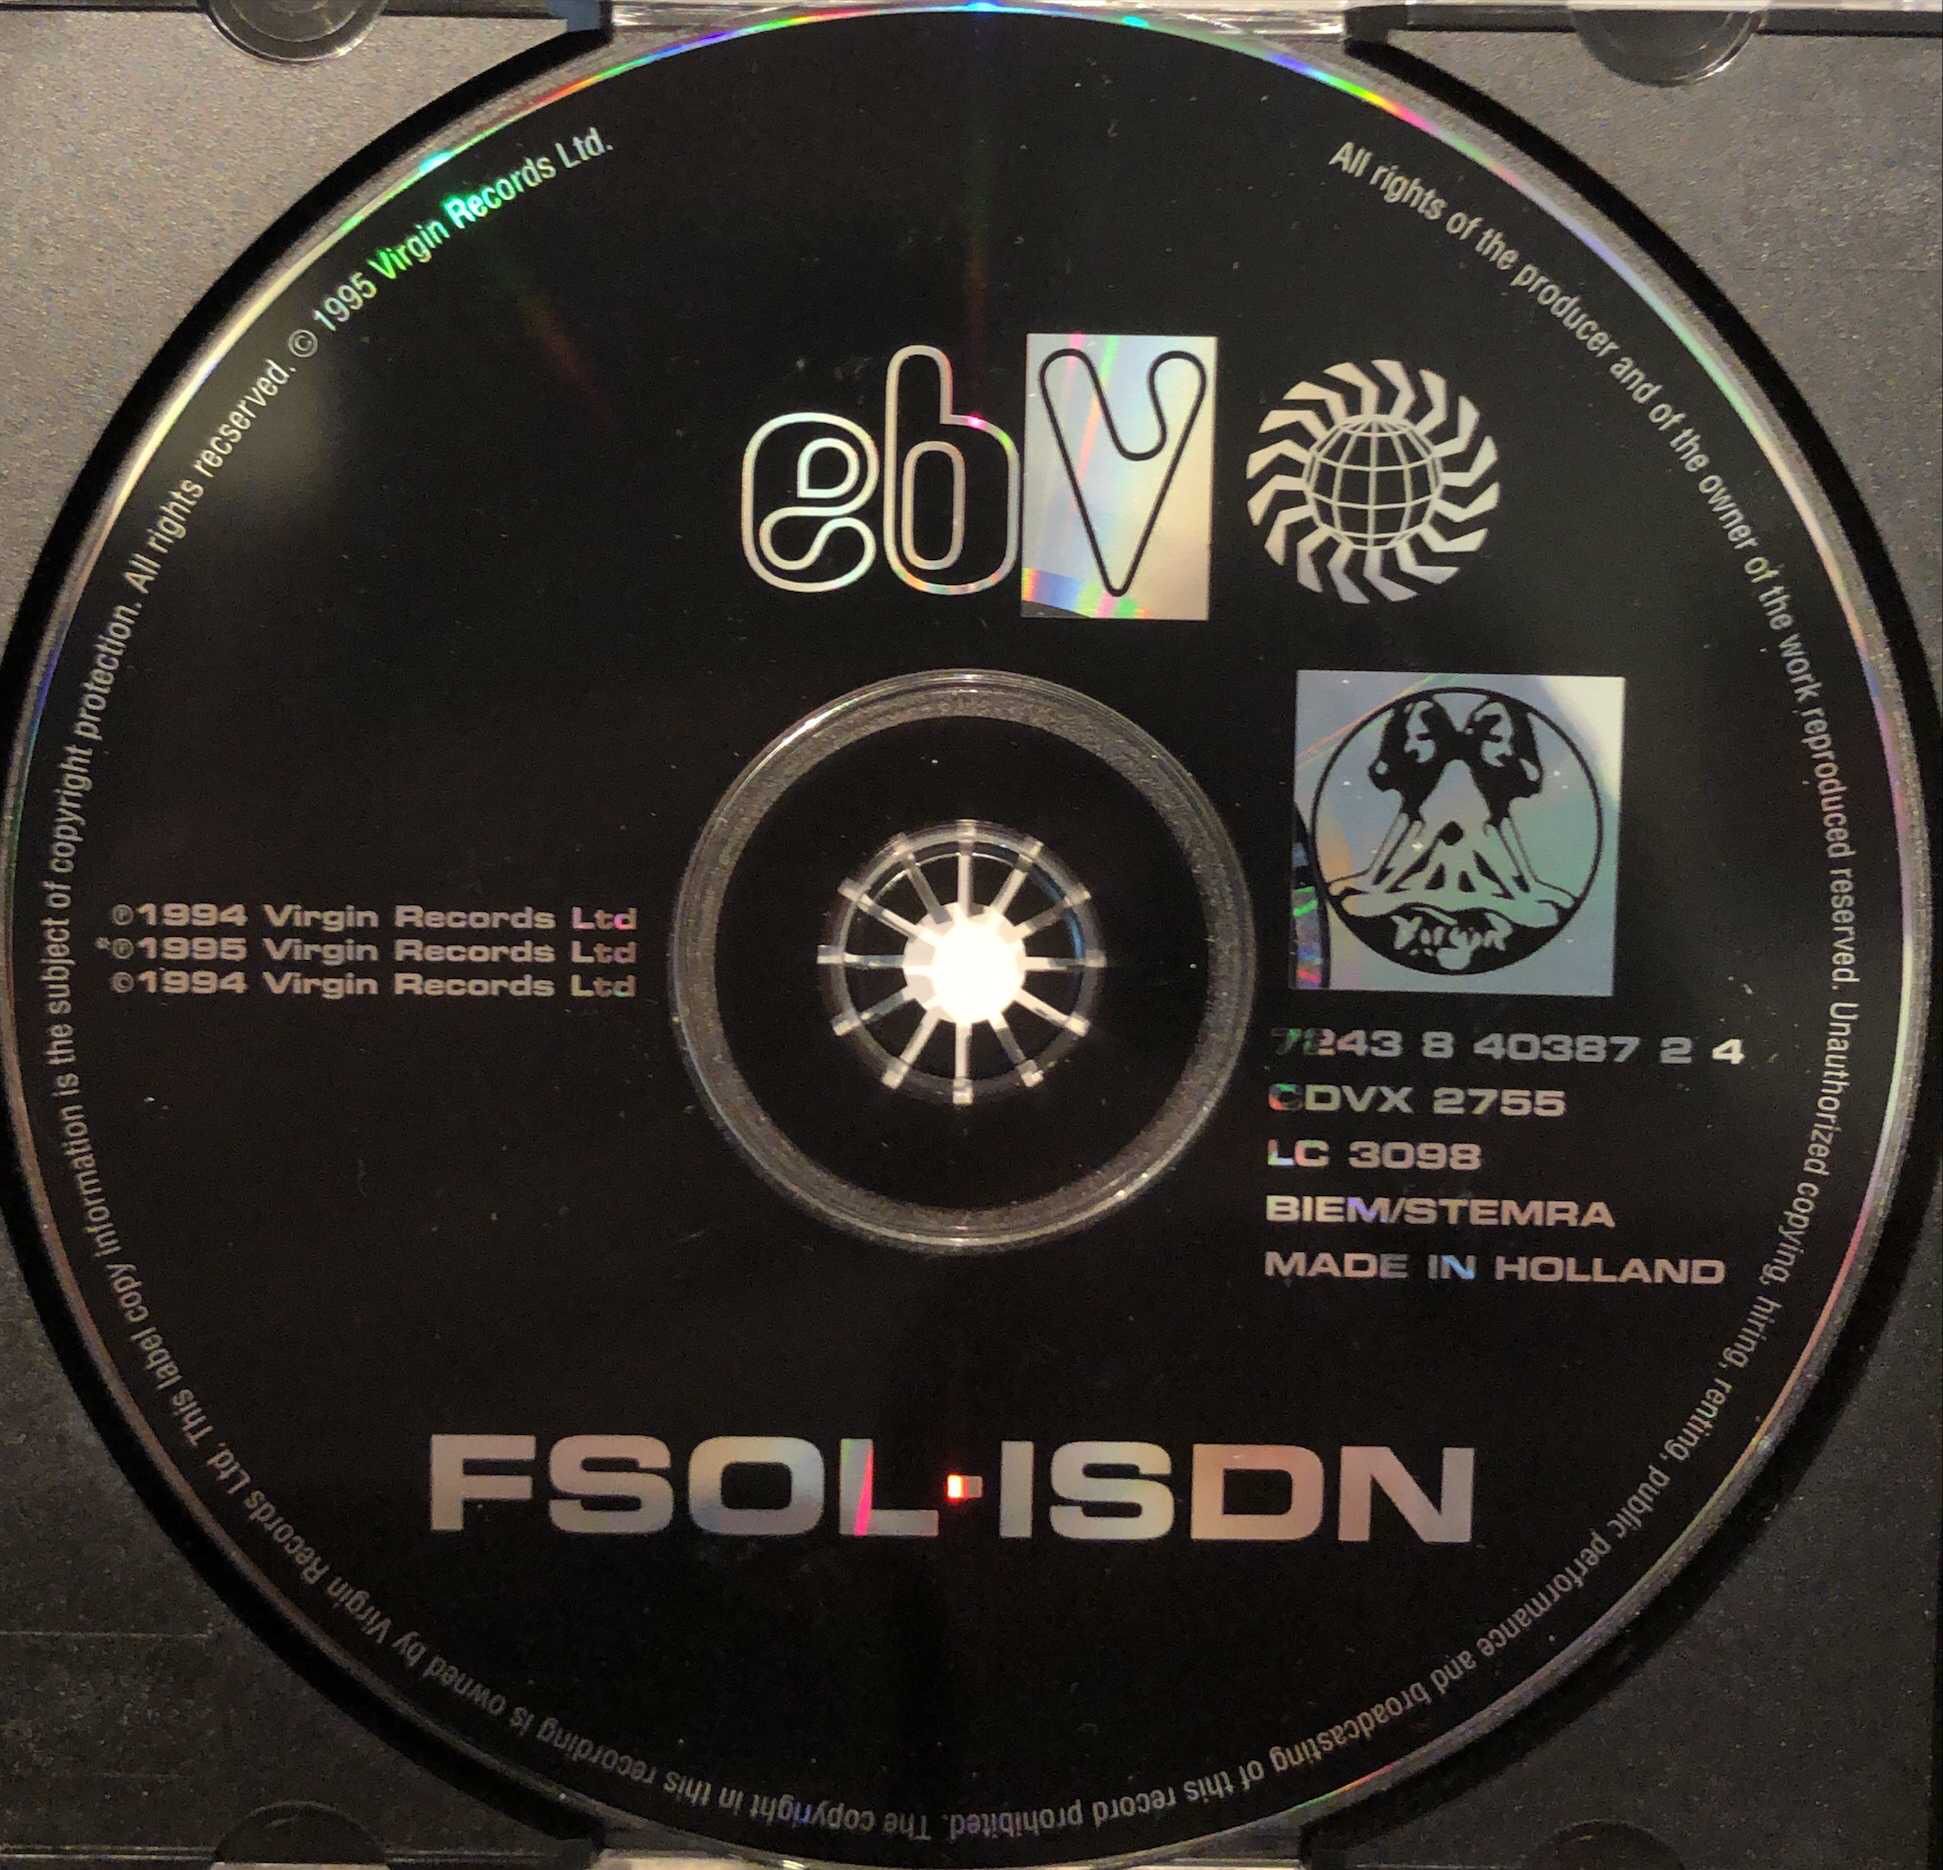 All rights of the producer and of the owner of the work reproduced reserved. Unauthorized copying, hiring, renting, public performance and broadcasting of this record prohibited. The copyright in this recording is owned by Virgin Records Ltd. This label copy information is the subject of copyright protection. All rights recserved. © 1995 Virgin Records Ltd.
ebV
Virgin
℗1994 Virgin Records Ltd
*℗1995 Virgin Records Ltd
©1994 Virgin Records Ltd
7243 8 40387 2 4
CDVX 2755
LC 3098
BIEM/STEMRA
MADE IN HOLLAND
FSOL·ISDN